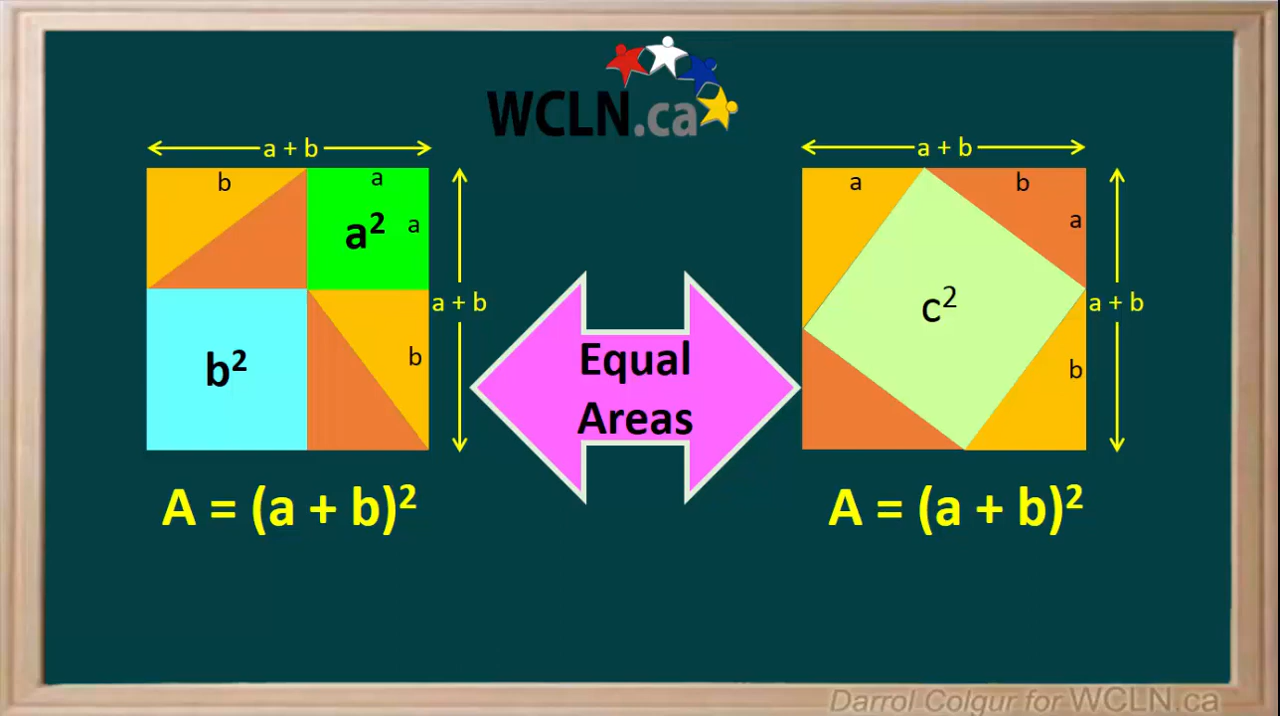 WCLN.ca
a + b
b
a
a² a
a + b
b²
b
A = (a + b)²
Equal
Areas
a + b
a
b
a
c²
a + b
b
A = (a + b)²
Darrol Colgur for WCLN.ca